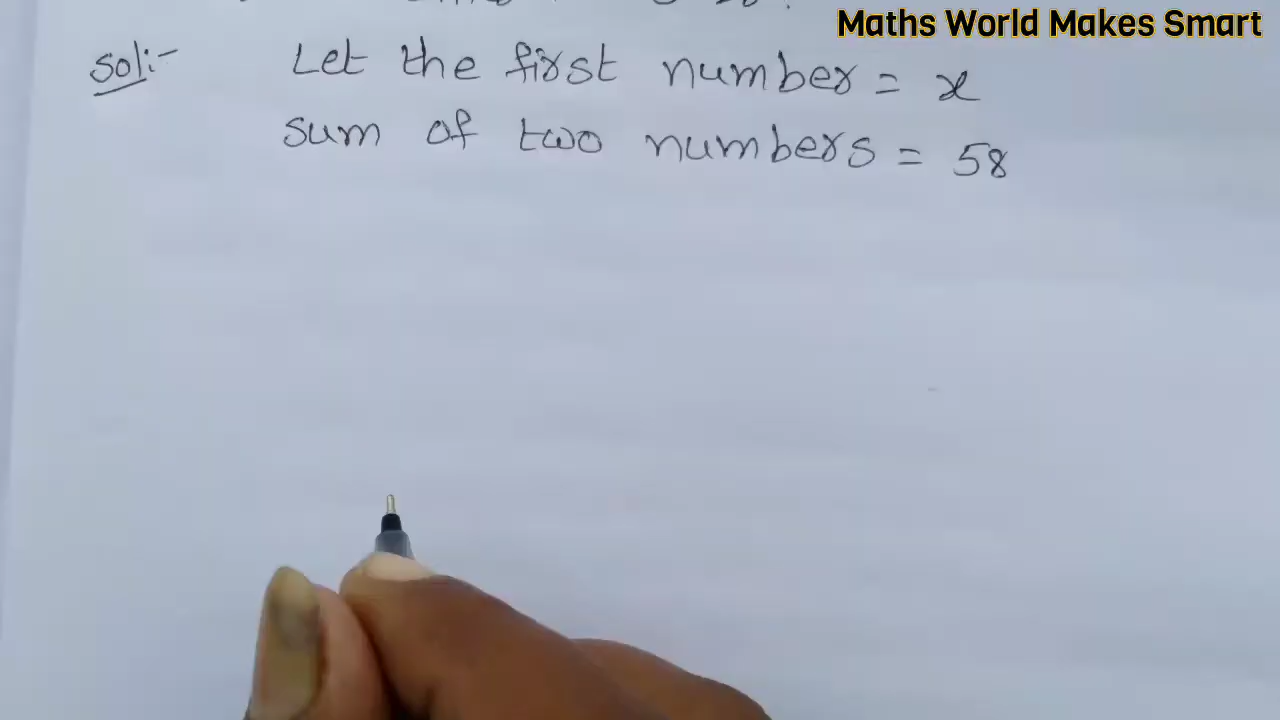 Maths World Makes Smart
Sol:- Let the first number = x
sum of two numbers = 58